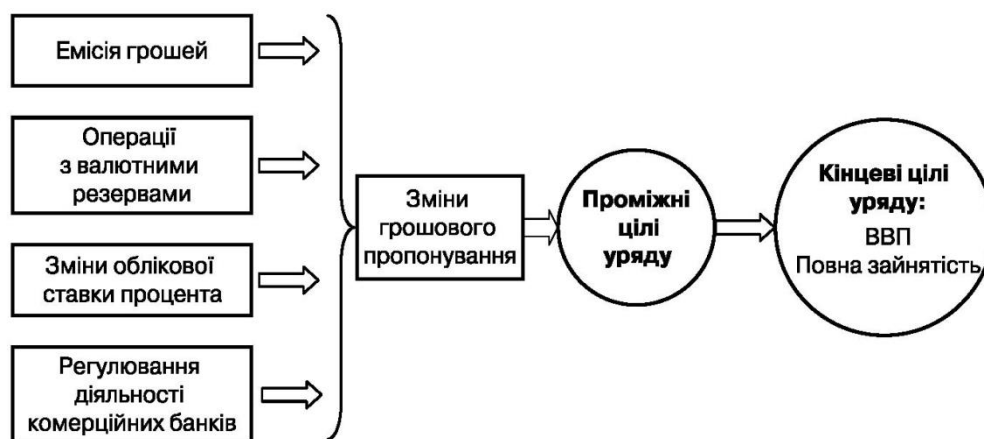 Емісія грошей
Операції
з валютними
резервами
Зміни облікової
ставки процента
Регулювання
діяльності
комерційних банків
Зміни
грошового
пропонування
Проміжні
цілі
уряду
Кінцеві цілі
уряду:
ВВП
Повна зайнятість